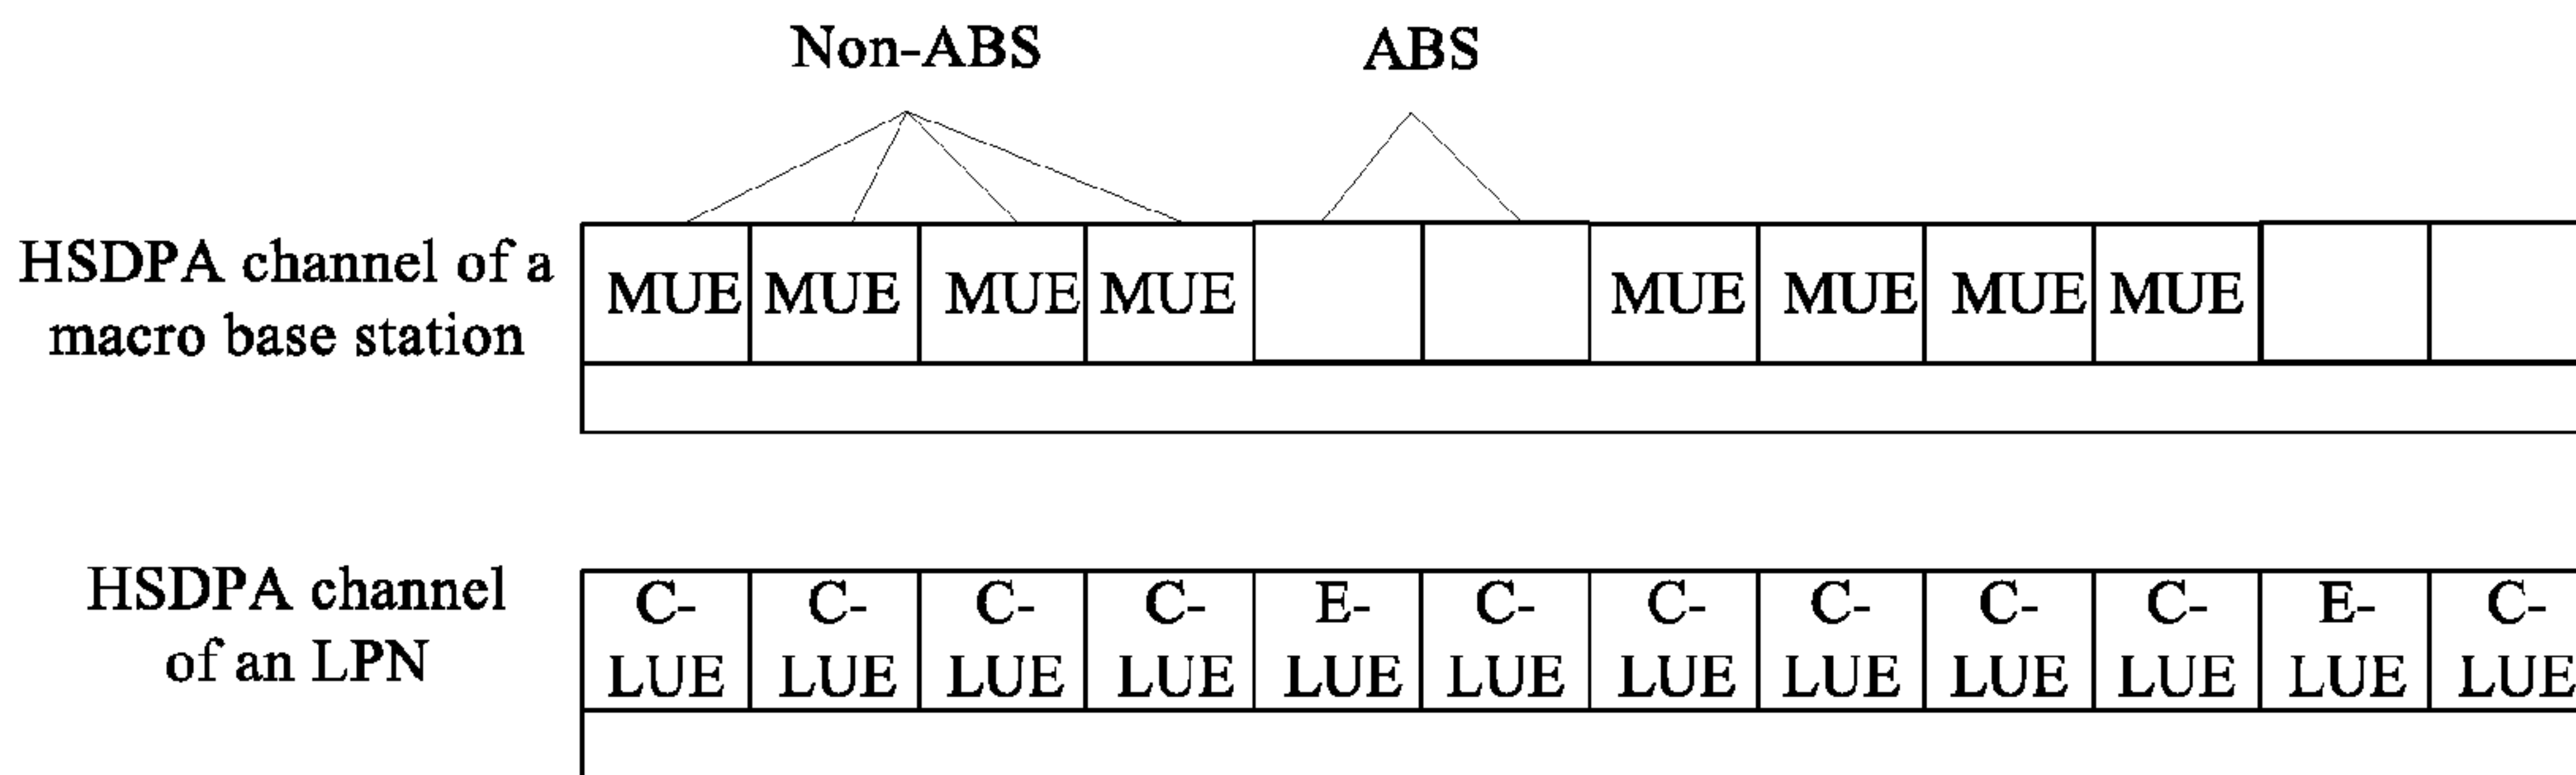 Non-ABS ABS
HSDPA channel of a
macro base station
MUE MUE MUE MUE MUE MUE MUE MUE
HSDPA channel
of an LPN
C- C- C- C- E- C- C- C- C- C- E- C-
LUE LUE LUE LUE LUE LUE LUE LUE LUE LUE LUE LUE